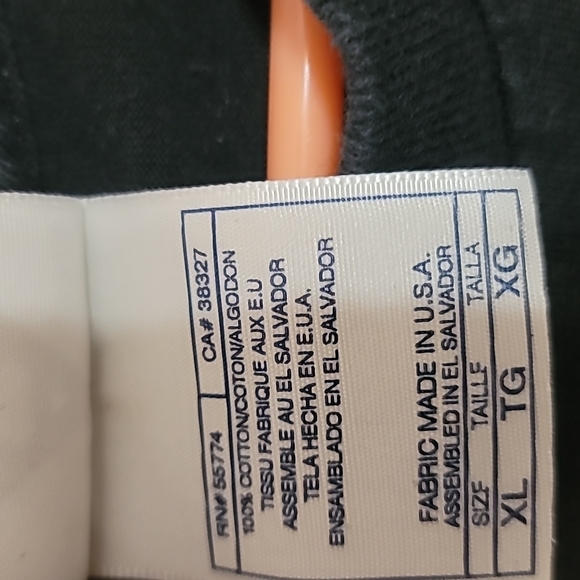 RN# 55774 CA# 38327
100% COTTON/COTON/ALGODON
TISSU FABRIQUE AUX E.U
ASSEMBLE AU EL SALVADOR
TELA HECHA EN E.U.A.
ENSAMBLADO EN EL SALVADOR
FABRIC MADE IN U.S.A.
ASSEMBLED IN EL SALVADOR
SIZE TAILLE TALLA
XL TG XG